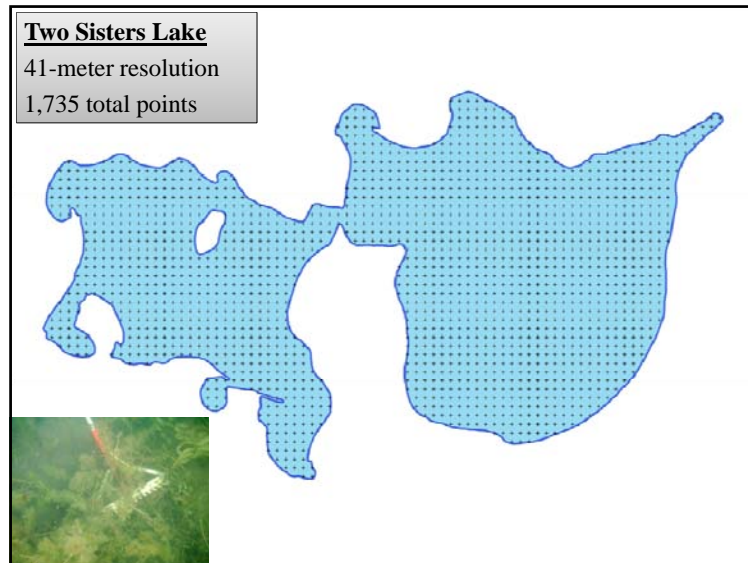 Two Sisters Lake
41-meter resolution
1,735 total points